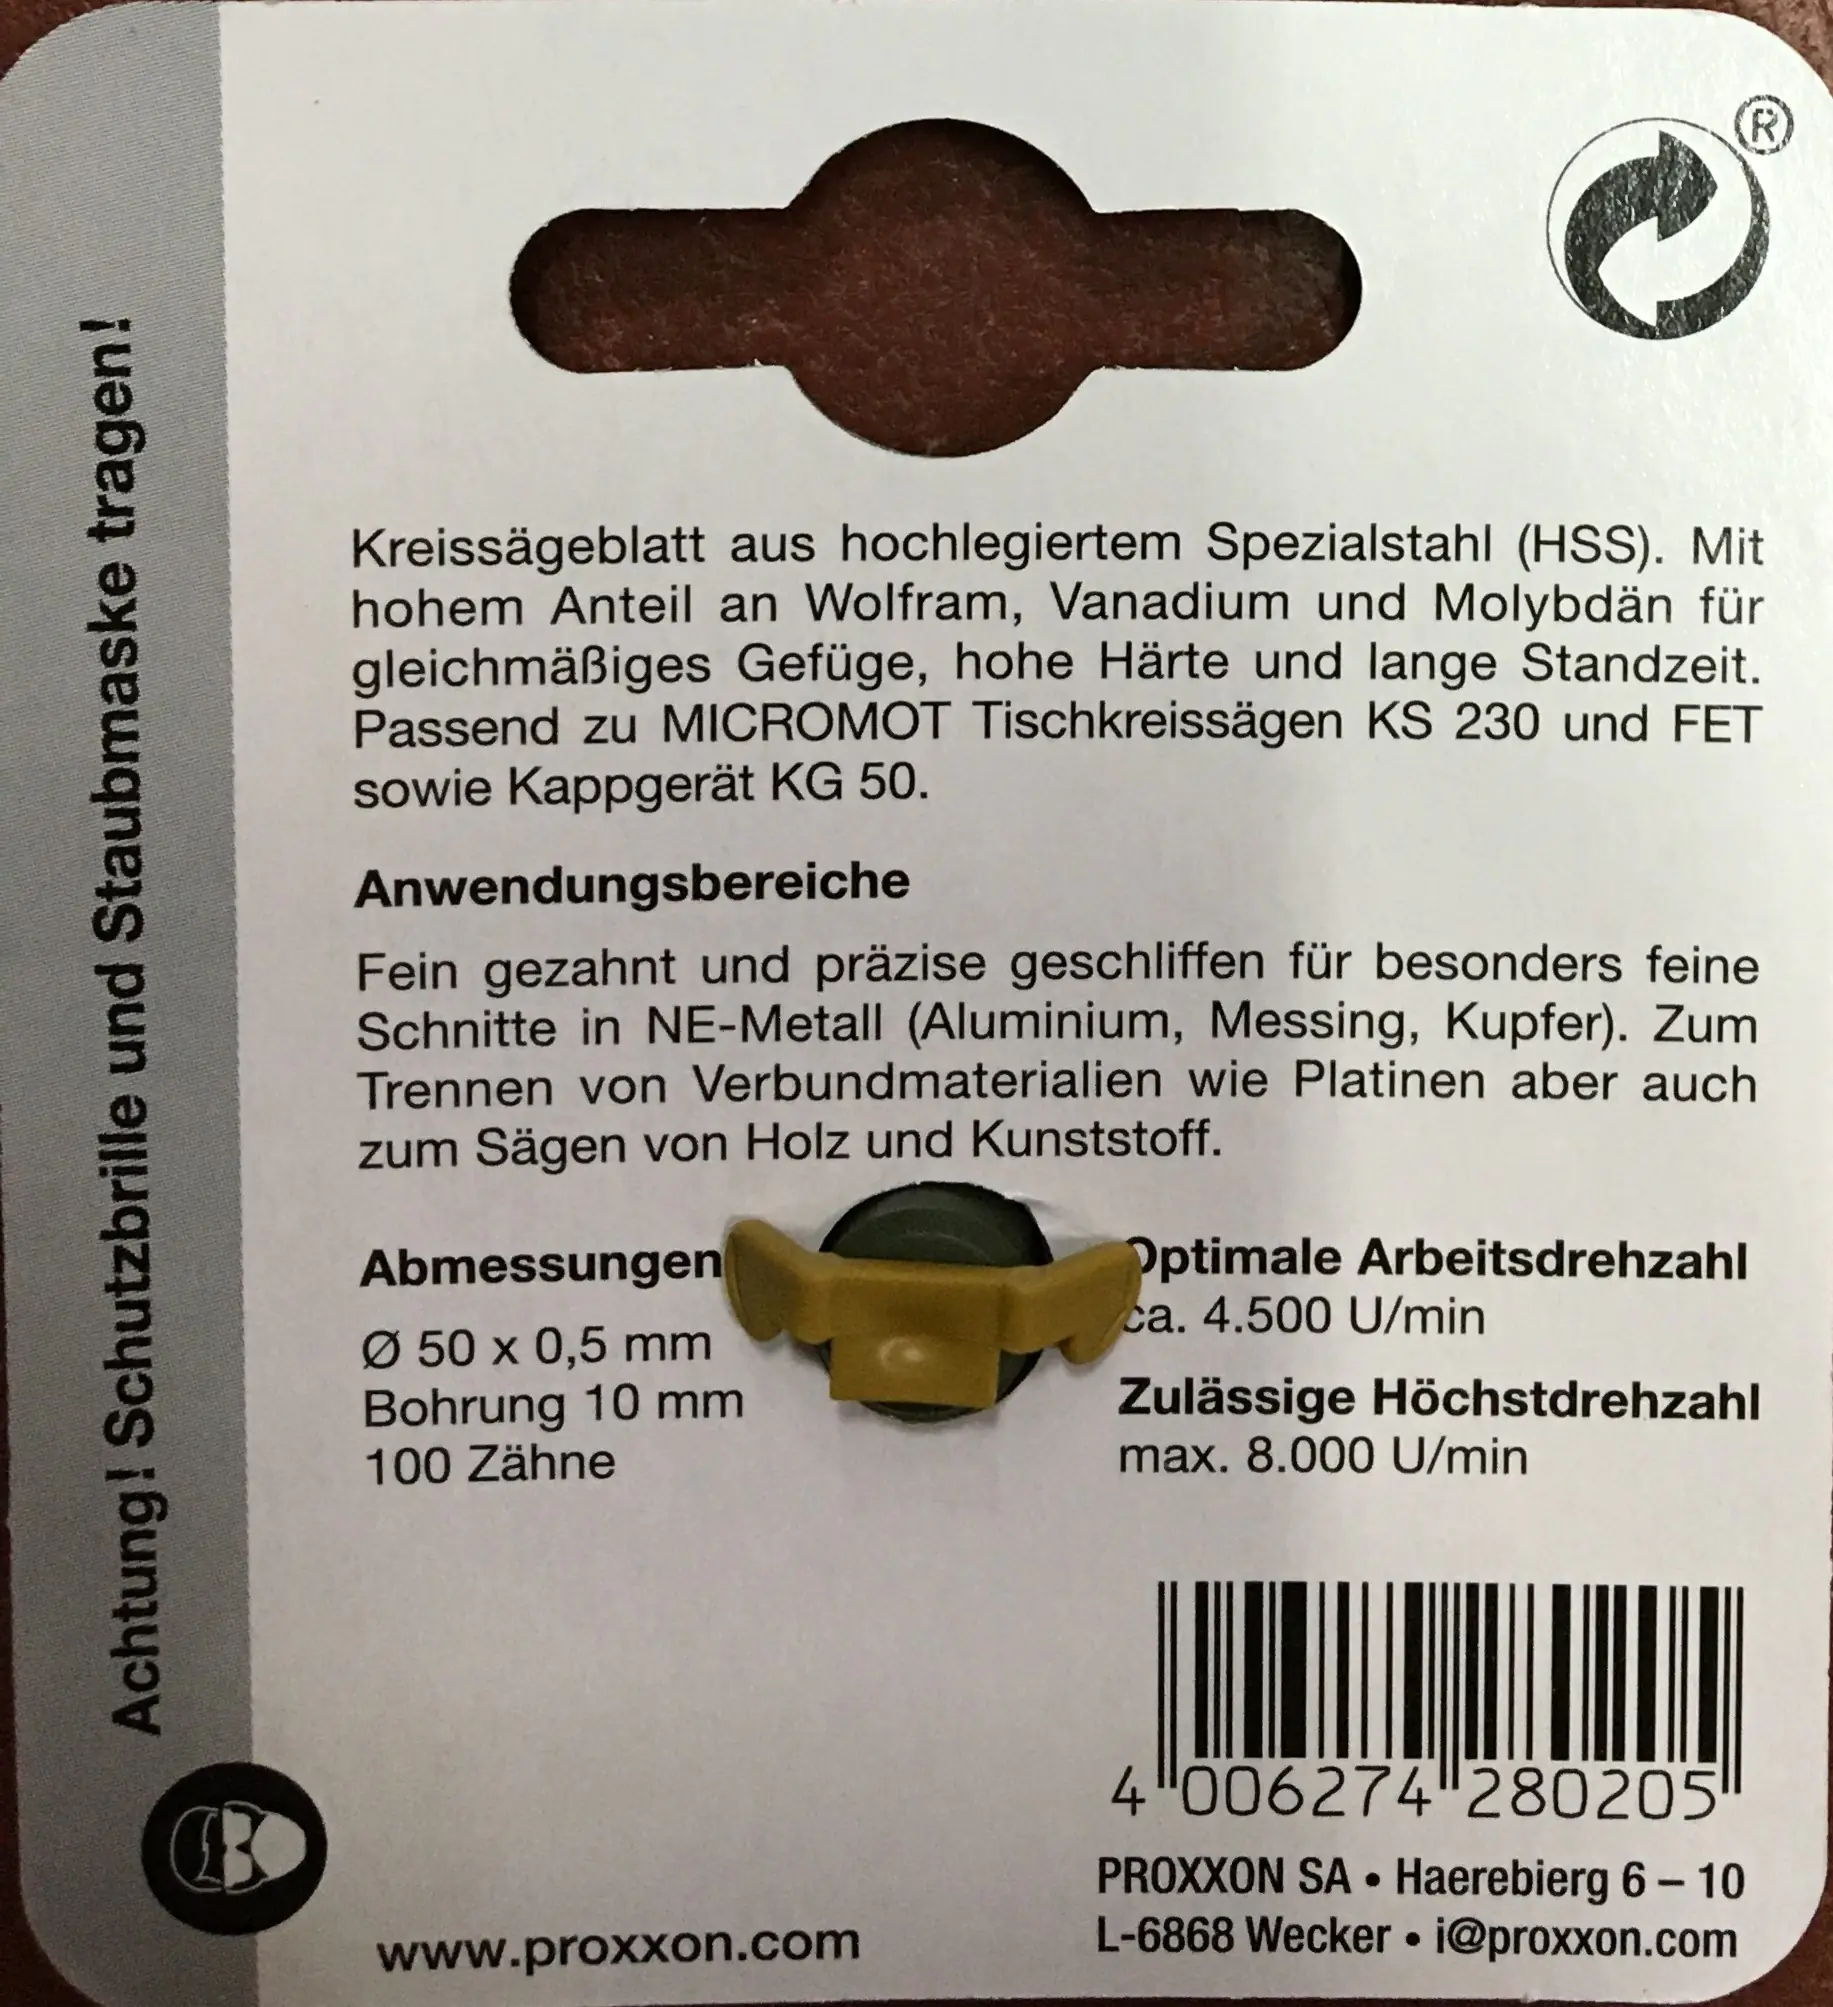 Achtung! Schutzbrille und Staubmaske tragen!
®
Kreissägeblatt aus hochlegiertem Spezialstahl (HSS). Mit
hohem Anteil an Wolfram, Vanadium und Molybdän für
gleichmäßiges Gefüge, hohe Härte und lange Standzeit.
Passend zu MICROMOT Tischkreissägen KS 230 und FET
sowie Kappgerät KG 50.
Anwendungsbereiche
Fein gezahnt und präzise geschliffen für besonders feine
Schnitte in NE-Metall (Aluminium, Messing, Kupfer). Zum
Trennen von Verbundmaterialien wie Platinen aber auch
zum Sägen von Holz und Kunststoff.
Abmessungen
Ø 50 x 0,5 mm
Bohrung 10 mm
100 Zähne
Optimale Arbeitsdrehzahl
ca. 4.500 U/min
Zulässige Höchstdrehzahl
max. 8.000 U/min
4 006274 280205
PROXXON SA • Haerebierg 6 – 10
L-6868 Wecker • i@proxxon.com
www.proxxon.com